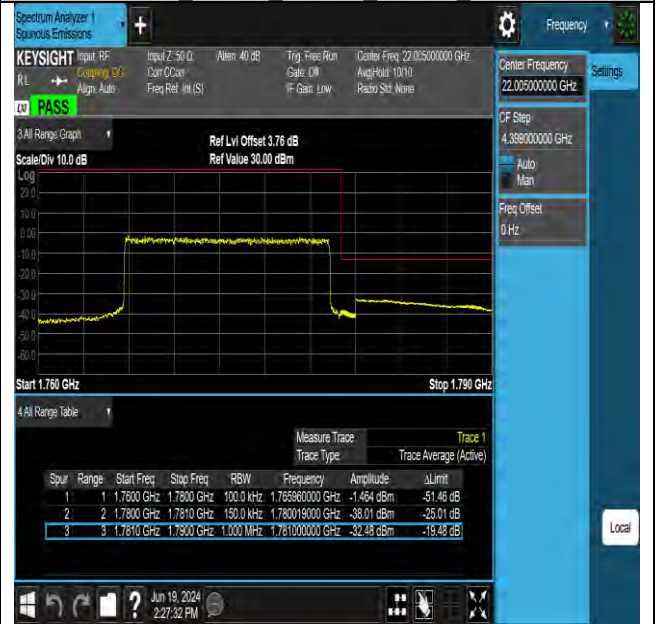 Spectrum Analyzer 1
Spurious Emissions
+
Frequency
KEYSIGHT
Input: RF
Input Z: 50 Ω
Atten: 40 dB
Trig: Free Run
Center Freq: 22.005000000 GHz
RL
Coupling: DC
Corr CCorr
Gate: Off
Avg|Hold: 10/10
Align: Auto
Freq Ref: Int (S)
IF Gain: Low
Radio Std: None
LXI
PASS
Center Frequency
22.005000000 GHz
Settings
CF Step
4.399000000 GHz
Auto
Man
Freq Offset
0 Hz
3 All Range Graph
Ref Lvl Offset 3.76 dB
Scale/Div 10.0 dB
Ref Value 30.00 dBm
Log
20.0
10.0
0.00
-10.0
-20.0
-30.0
-40.0
-50.0
-60.0
Start 1.760 GHz
Stop 1.790 GHz
4 All Range Table
Measure Trace
Trace 1
Trace Type
Trace Average (Active)
Spur Range Start Freq Stop Freq RBW Frequency Amplitude ΔLimit
1 1 1.7600 GHz 1.7800 GHz 100.0 kHz 1.765960000 GHz -1.464 dBm -51.46 dB
2 2 1.7800 GHz 1.7810 GHz 150.0 kHz 1.780019000 GHz -38.01 dBm -25.01 dB
3 3 1.7810 GHz 1.7900 GHz 1.000 MHz 1.781000000 GHz -32.48 dBm -19.48 dB
Local
?
Jun 19, 2024
2:27:32 PM